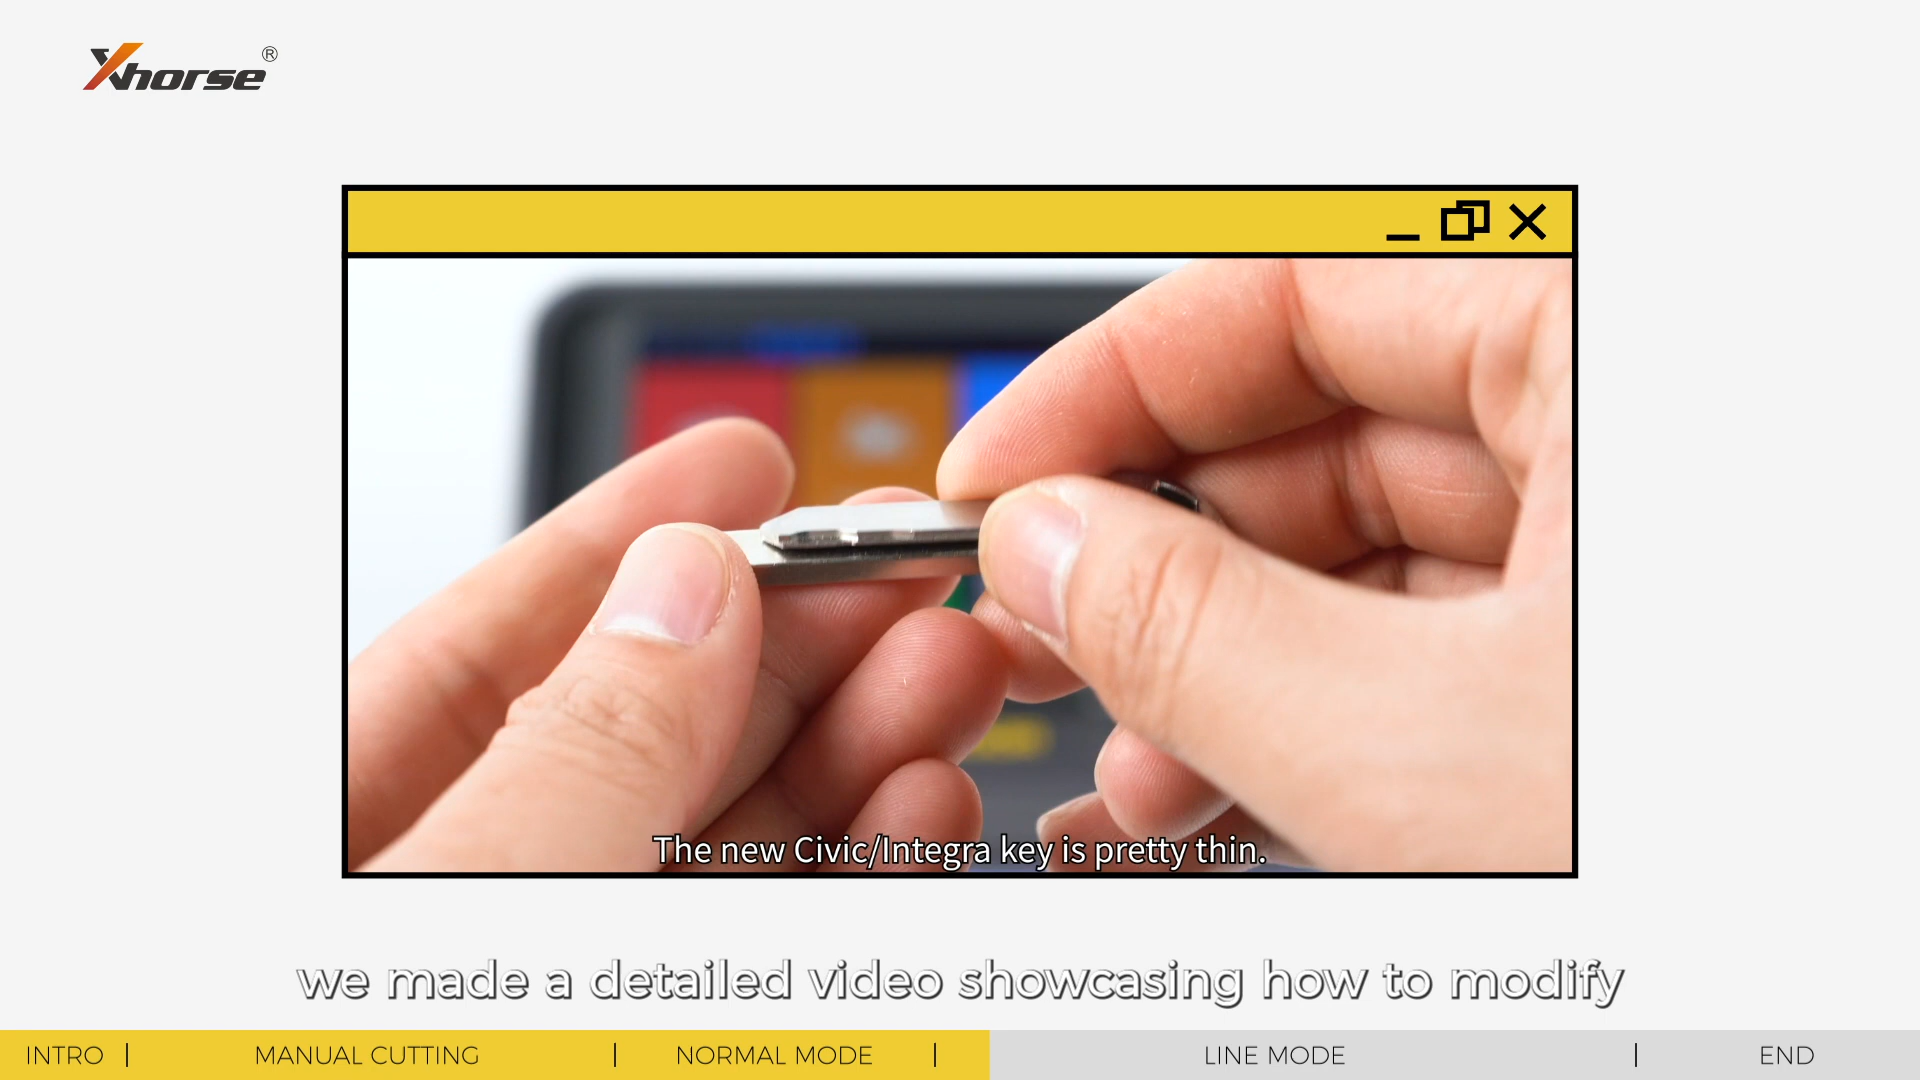 Xhorse®
The new Civic/Integra key is pretty thin.
we made a detailed video showcasing how to modify
INTRO | MANUAL CUTTING | NORMAL MODE | LINE MODE | END